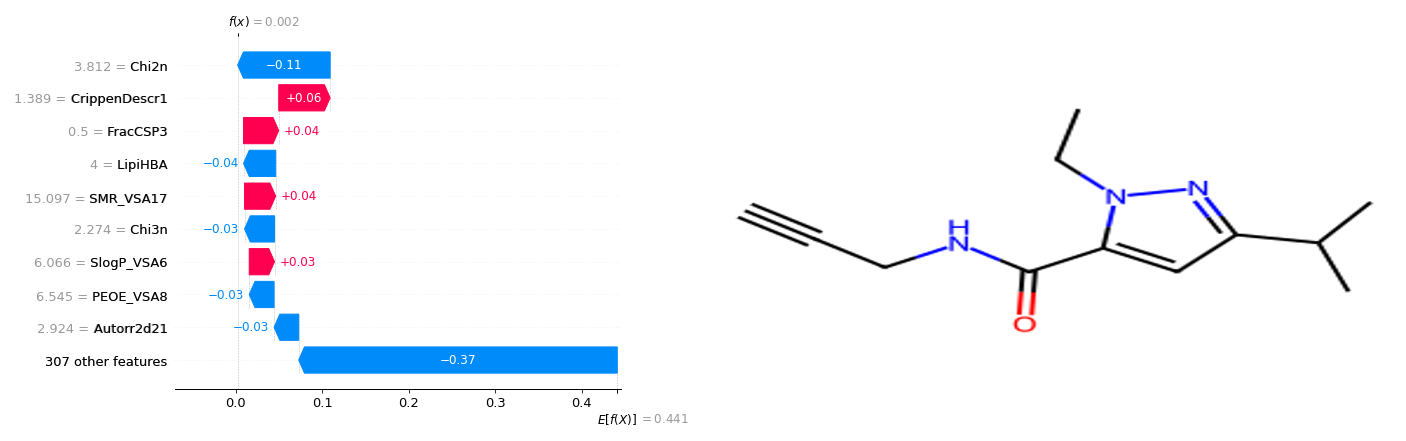 f(x) = 0.002
3.812 = Chi2n
−0.11
1.389 = CrippenDescr1
+0.06
0.5 = FracCSP3
+0.04
4 = LipiHBA
−0.04
15.097 = SMR_VSA17
+0.04
2.274 = Chi3n
−0.03
6.066 = SlogP_VSA6
+0.03
6.545 = PEOE_VSA8
−0.03
2.924 = Autorr2d21
−0.03
307 other features
−0.37
0.0 0.1 0.2 0.3 0.4
E[f(X)] = 0.441
N
N
H
N
O